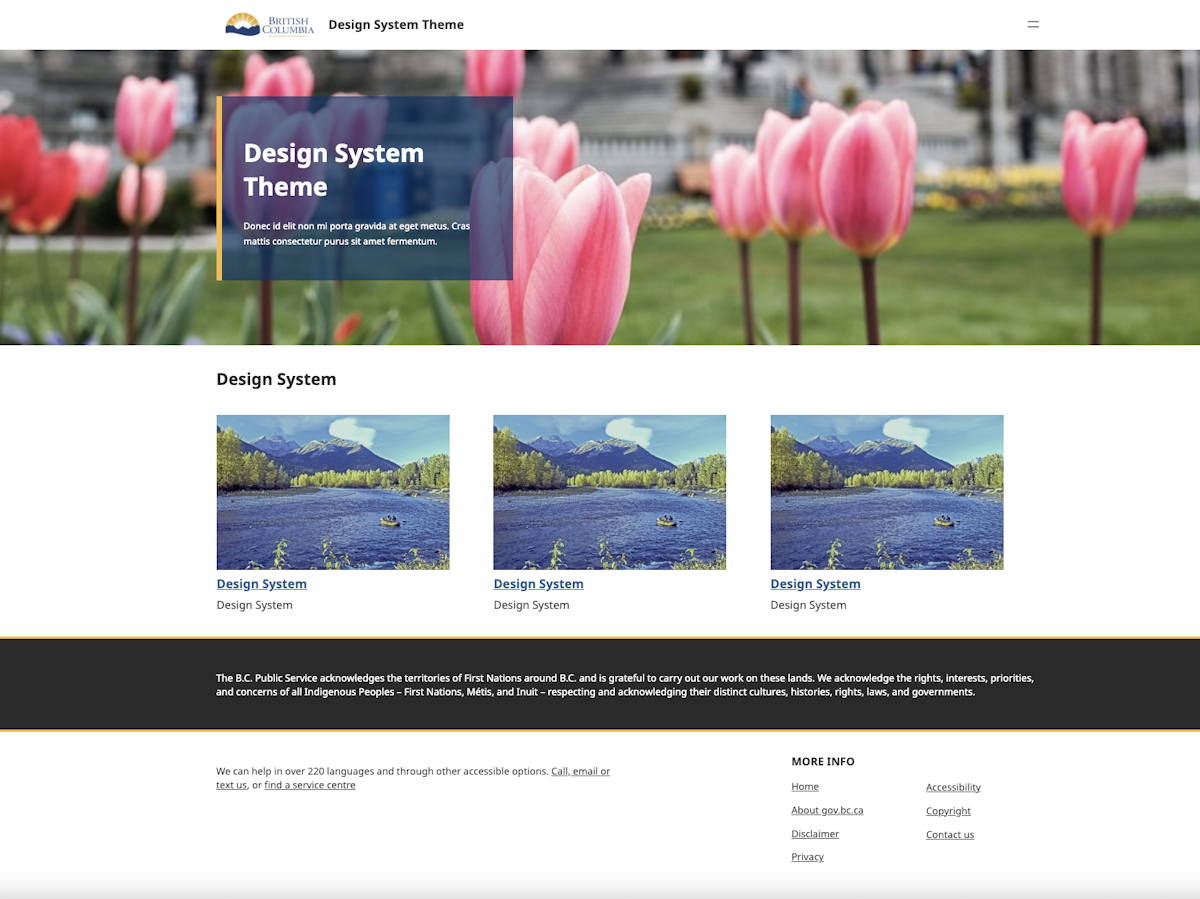 BRITISH
COLUMBIA
Design System Theme
Design System
Theme
Donec id elit non mi porta gravida at eget metus. Cras
mattis consectetur purus sit amet fermentum.
Design System
Design System
Design System
Design System
Design System
Design System
Design System
The B.C. Public Service acknowledges the territories of First Nations around B.C. and is grateful to carry out our work on these lands. We acknowledge the rights, interests, priorities,
and concerns of all Indigenous Peoples – First Nations, Métis, and Inuit – respecting and acknowledging their distinct cultures, histories, rights, laws, and governments.
We can help in over 220 languages and through other accessible options. Call, email or
text us, or find a service centre
MORE INFO
Home
About gov.bc.ca
Disclaimer
Privacy
Accessibility
Copyright
Contact us